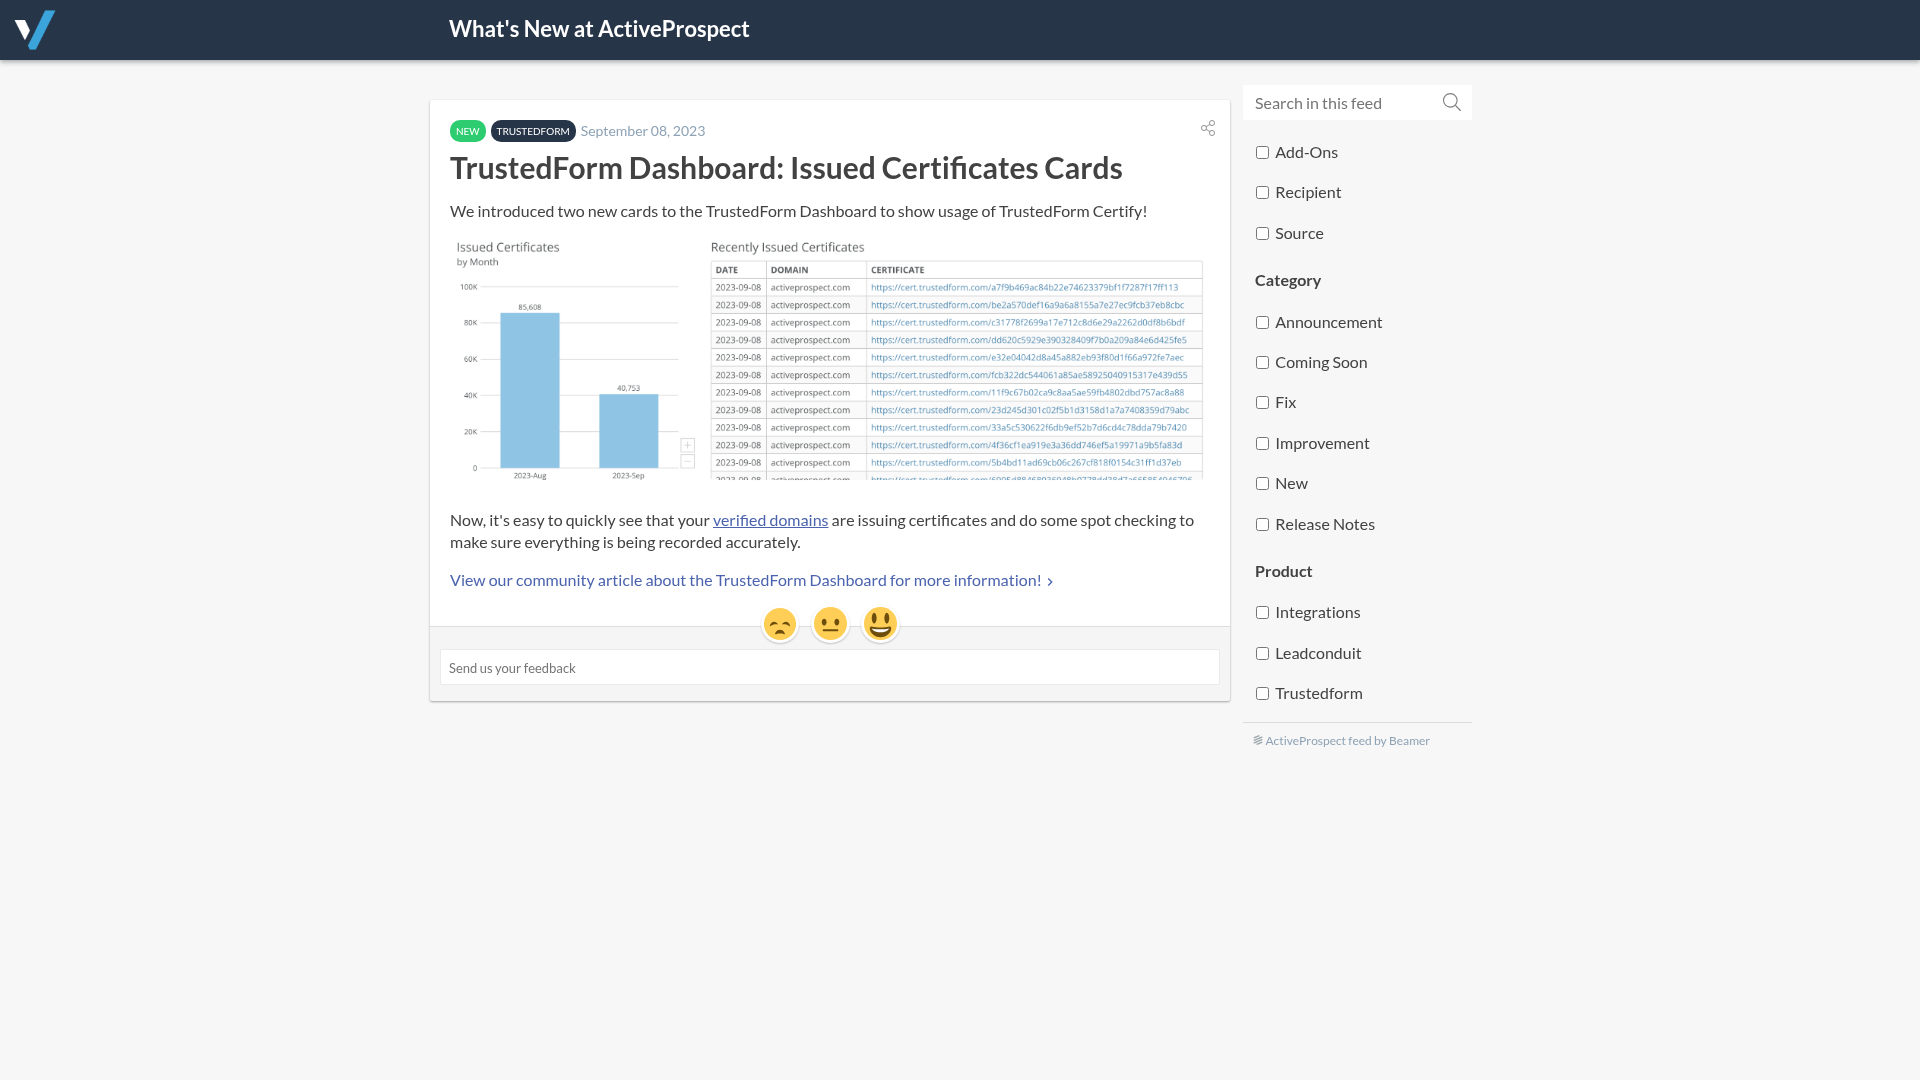 What's New at ActiveProspect
NEW TRUSTEDFORM September 08, 2023
TrustedForm Dashboard: Issued Certificates Cards
We introduced two new cards to the TrustedForm Dashboard to show usage of TrustedForm Certify!
Issued Certificates
by Month
100K
80K
60K
40K
20K
0
85,608
40,753
2023-Aug 2023-Sep
Recently Issued Certificates
DATE DOMAIN CERTIFICATE
2023-09-08 activeprospect.com https://cert.trustedform.com/a7f9b469ac84b22e74623379bf1f7287f17ff113
2023-09-08 activeprospect.com https://cert.trustedform.com/be2a570def16a9a6a8155a7e27ec9fcb37eb8cbc
2023-09-08 activeprospect.com https://cert.trustedform.com/c31778f2699a17e712c8d6e29a2262d0df8b6bdf
2023-09-08 activeprospect.com https://cert.trustedform.com/dd620c5929e390328409f7b0a209a84e6d425fe5
2023-09-08 activeprospect.com https://cert.trustedform.com/e32e04042d8a45a882eb93f80d1f66a972fe7aec
2023-09-08 activeprospect.com https://cert.trustedform.com/fcb322dc544061a85ae58925040915317e439d55
2023-09-08 activeprospect.com https://cert.trustedform.com/11f9c67b02ca9c8aa5ae59fb4802dbd757ac8a88
2023-09-08 activeprospect.com https://cert.trustedform.com/23d245d301c02f5b1d3158d1a7a7408359d79abc
2023-09-08 activeprospect.com https://cert.trustedform.com/33a5c530622f6db9ef52b7d6cd4c78dda79b7420
2023-09-08 activeprospect.com https://cert.trustedform.com/4f36cf1ea919e3a36dd746ef5a19971a9b5fa83d
2023-09-08 activeprospect.com https://cert.trustedform.com/5b4bd11ad69cb06c267cf818f0154c31ff1d37eb
Now, it's easy to quickly see that your verified domains are issuing certificates and do some spot checking to
make sure everything is being recorded accurately.
View our community article about the TrustedForm Dashboard for more information! ›
Send us your feedback
Search in this feed
Add-Ons
Recipient
Source
Category
Announcement
Coming Soon
Fix
Improvement
New
Release Notes
Product
Integrations
Leadconduit
Trustedform
ActiveProspect feed by Beamer